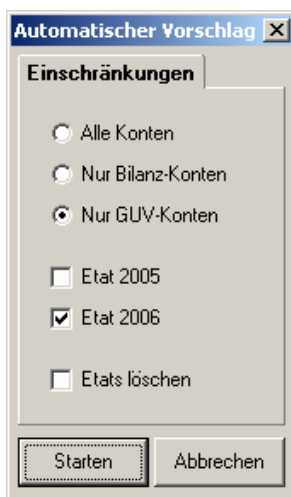 Automatischer Vorschlag
Einschränkungen
Alle Konten
Nur Bilanz-Konten
Nur GUV-Konten
Etat 2005
Etat 2006
Etats löschen
Starten Abbrechen